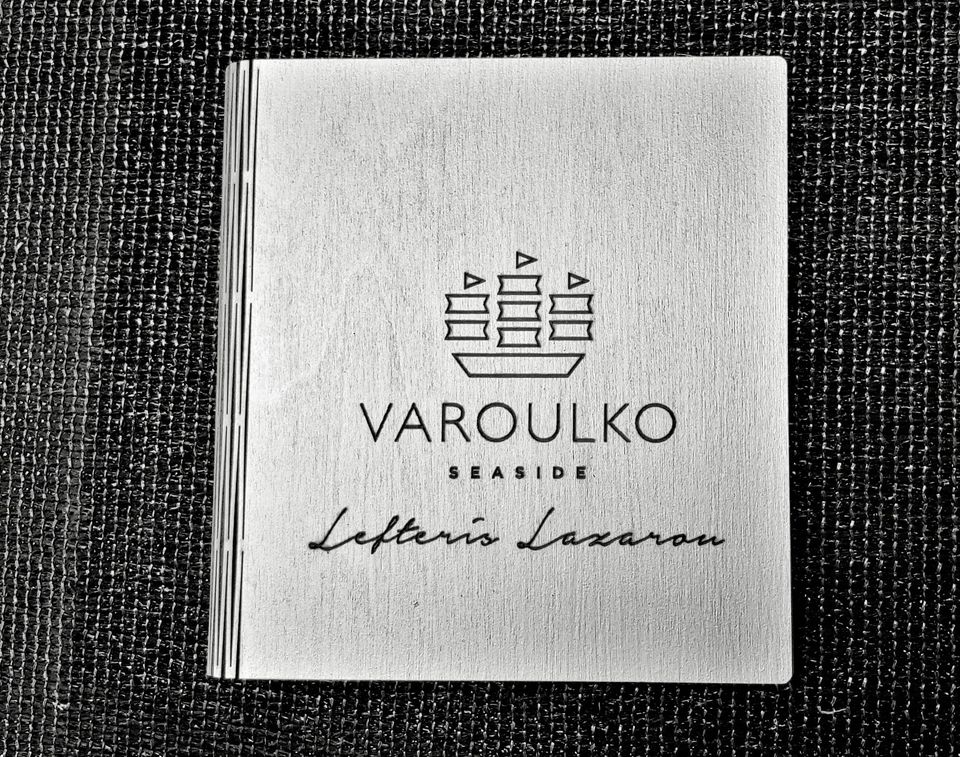 VAROULKO
SEASIDE
Lefteris Lazarou